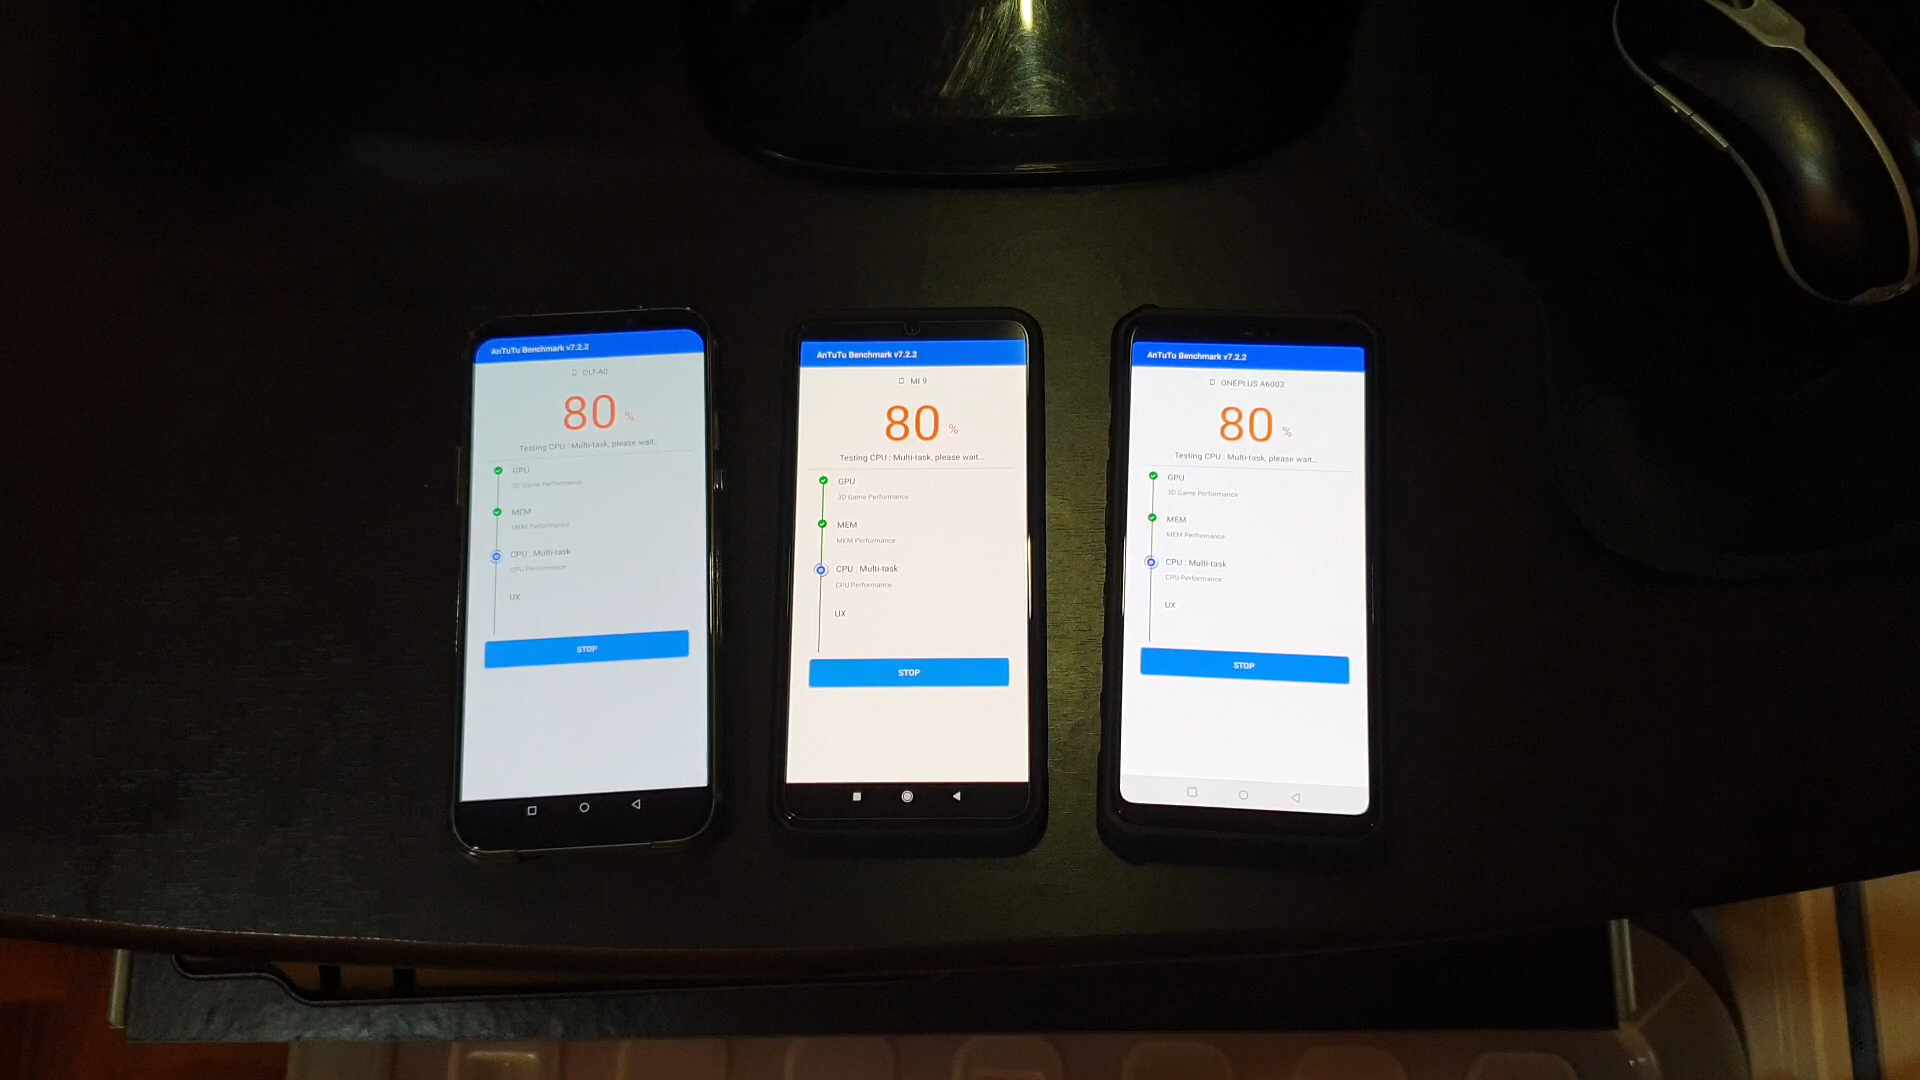 AnTuTu Benchmark v7.2.2
DLT-A0
80 %
Testing CPU : Multi-task, please wait...
GPU
3D Game Performance
MEM
MEM Performance
CPU : Multi-task
CPU Performance
UX
STOP
AnTuTu Benchmark v7.2.2
MI 9
80 %
Testing CPU : Multi-task, please wait...
GPU
3D Game Performance
MEM
MEM Performance
CPU : Multi-task
CPU Performance
UX
STOP
AnTuTu Benchmark v7.2.2
ONEPLUS A6003
80 %
Testing CPU : Multi-task, please wait...
GPU
3D Game Performance
MEM
MEM Performance
CPU : Multi-task
CPU Performance
UX
STOP